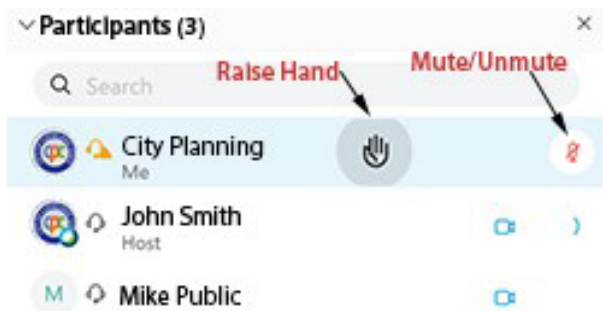 Participants (3)
Search
Raise Hand
Mute/Unmute
City Planning
Me
John Smith
Host
M Mike Public